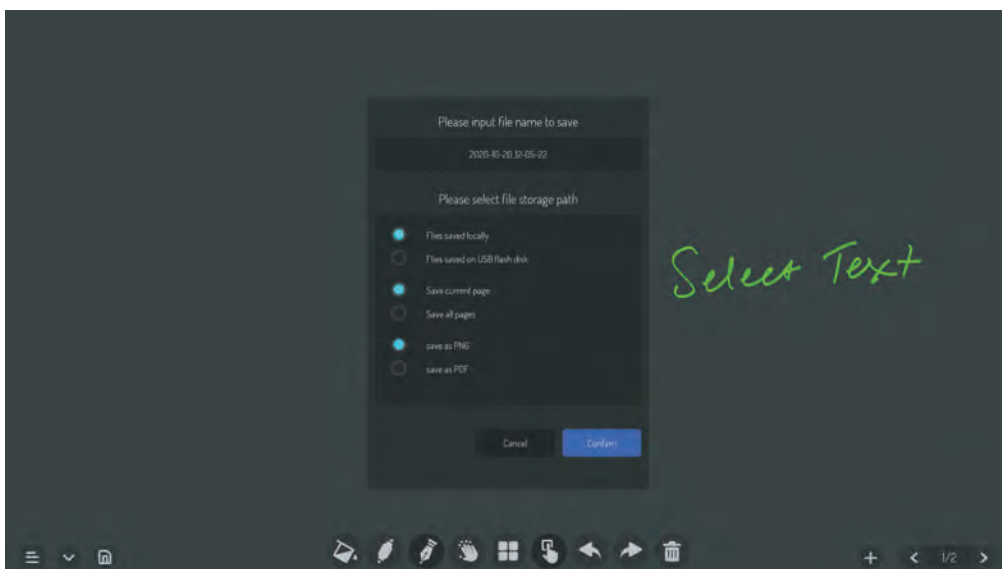 Please input file name to save
2020-10-20_12-05-22
Please select file storage path
Files saved locally
Files saved on USB flash disk
Save current page
Save all pages
save as PNG
save as PDF
Select Text
Cancel
Confirm
1/2